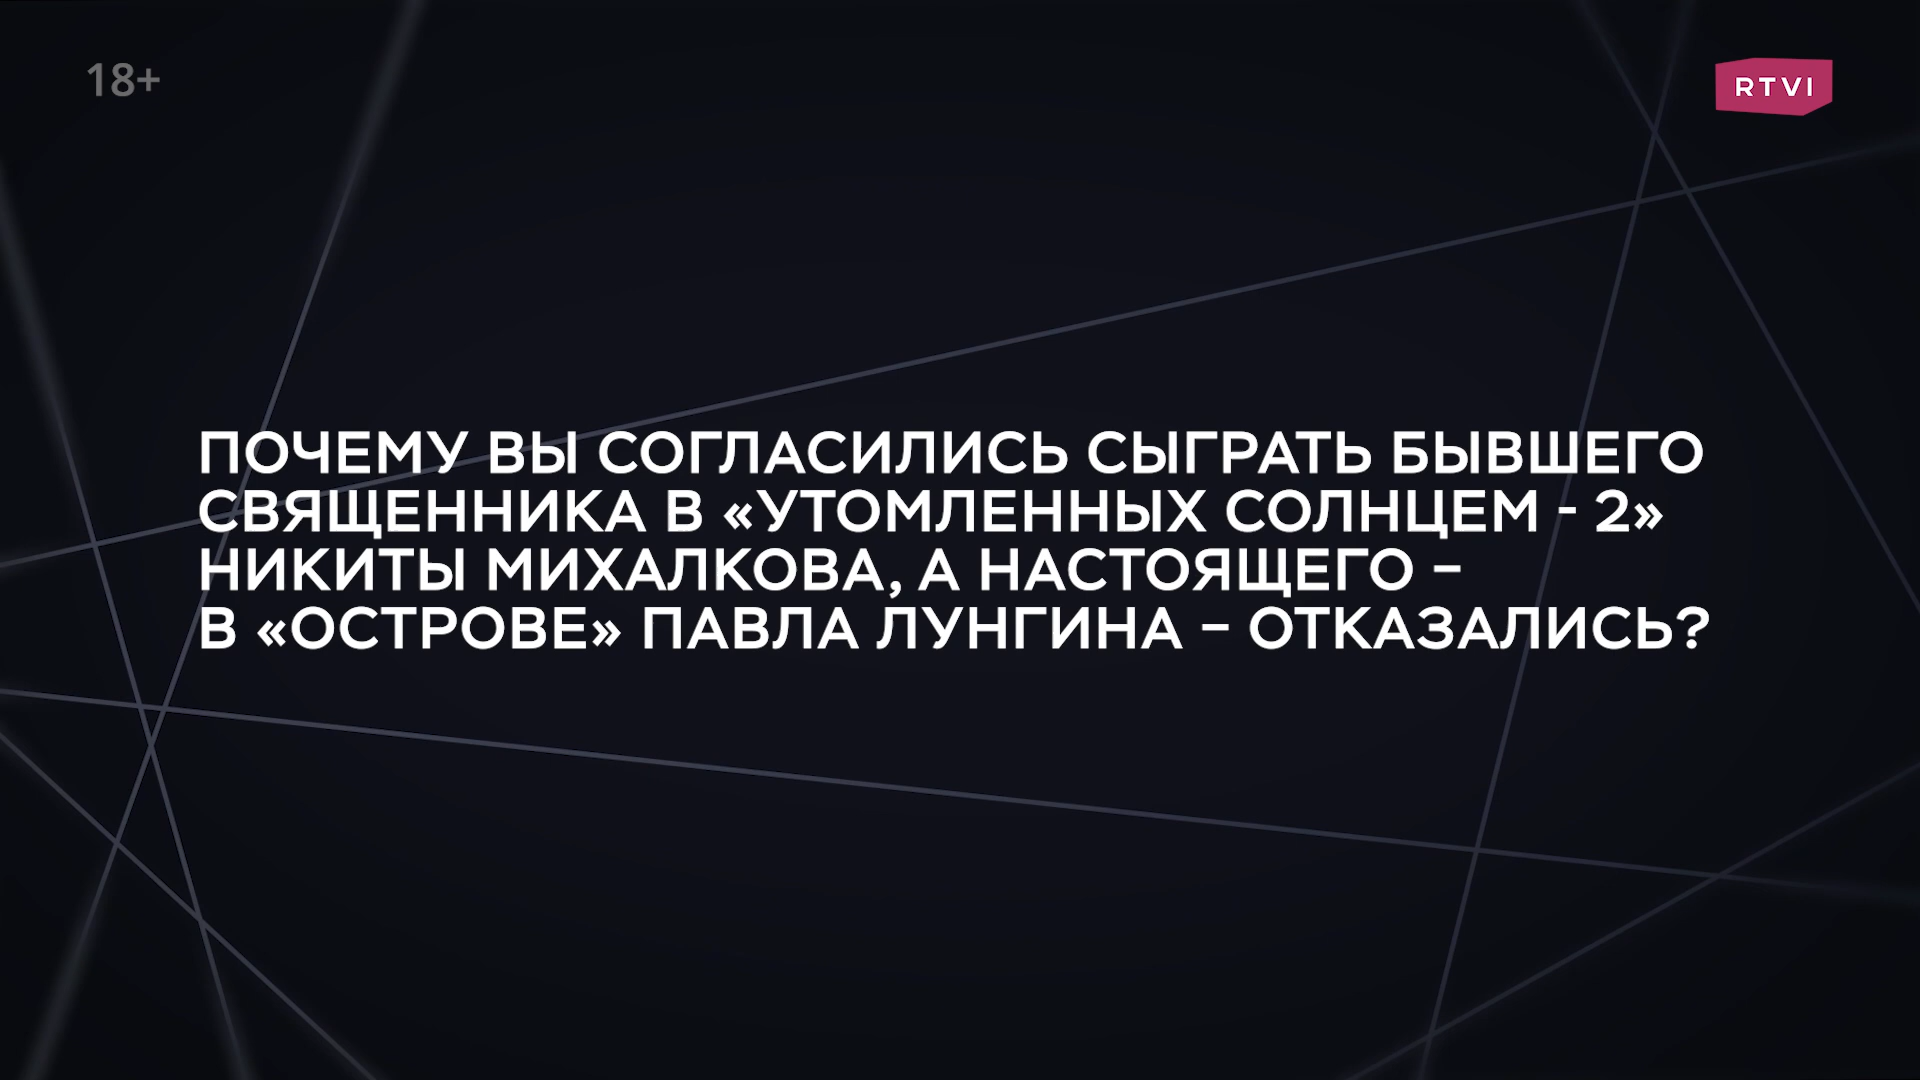 18+
RTVI
ПОЧЕМУ ВЫ СОГЛАСИЛИСЬ СЫГРАТЬ БЫВШЕГО
СВЯЩЕННИКА В «УТОМЛЕННЫХ СОЛНЦЕМ - 2»
НИКИТЫ МИХАЛКОВА, А НАСТОЯЩЕГО –
В «ОСТРОВЕ» ПАВЛА ЛУНГИНА – ОТКАЗАЛИСЬ?